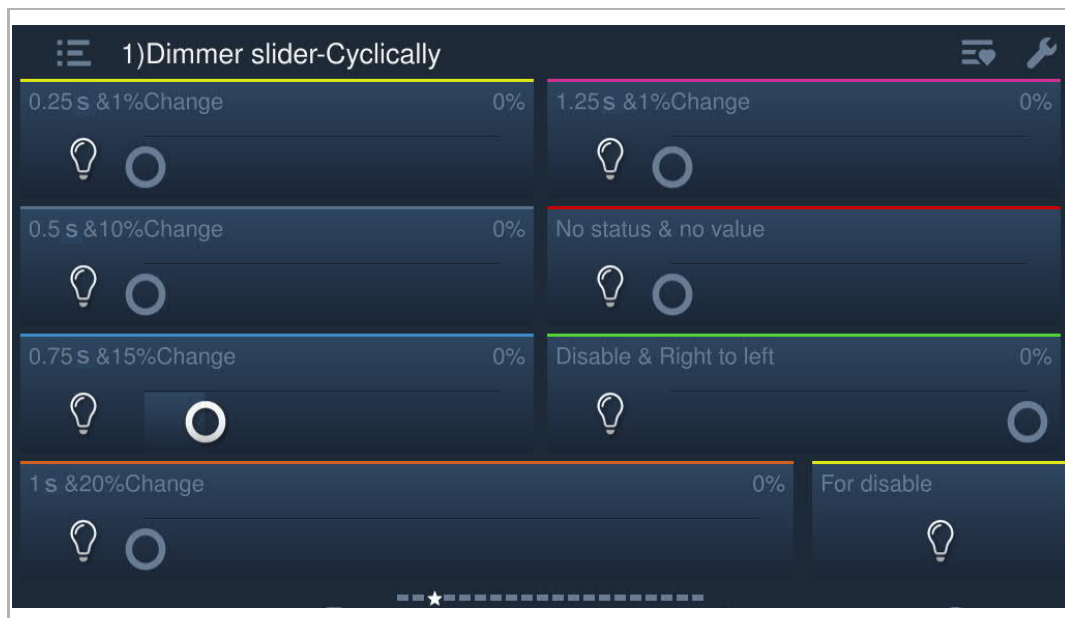 1)Dimmer slider-Cyclically
0.25 s &1%Change 0%
1.25 s &1%Change 0%
0.5 s &10%Change 0%
No status & no value
0.75 s &15%Change 0%
Disable & Right to left 0%
1 s &20%Change 0%
For disable